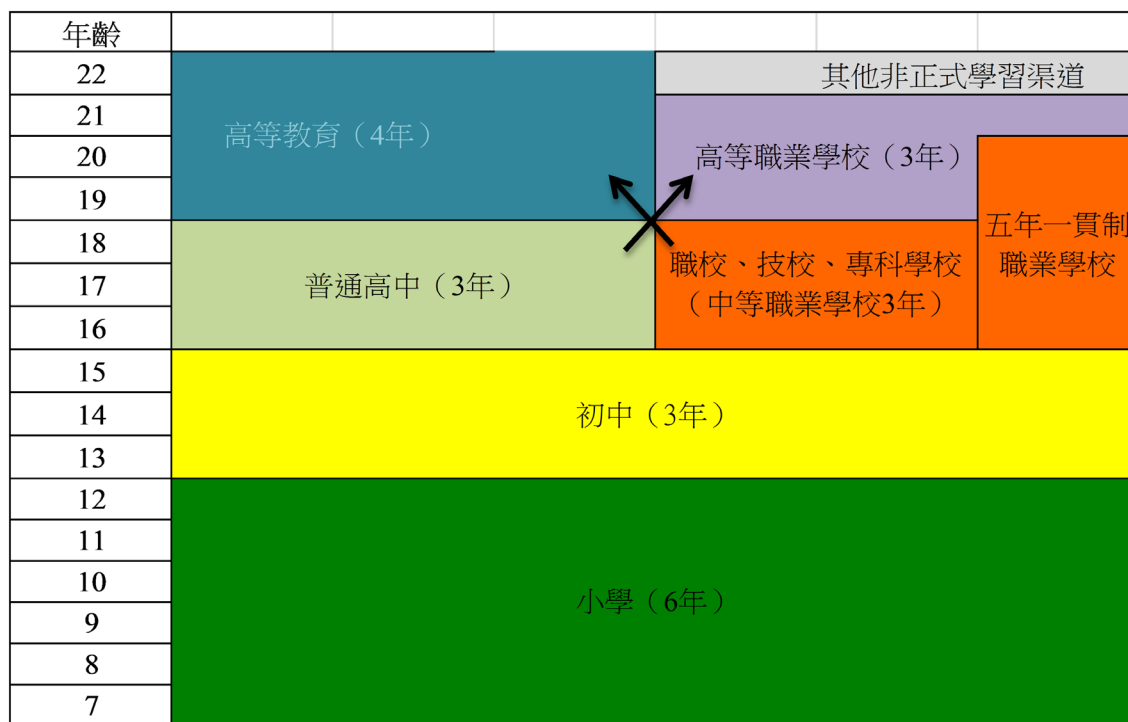 年齡
22
其他非正式學習渠道
21
高等教育（4年）
20
高等職業學校（3年）
19
18
五年一貫制
職業學校
職校、技校、專科學校
（中等職業學校3年）
17
普通高中（3年）
16
15
14
初中（3年）
13
12
11
10
小學（6年）
9
8
7